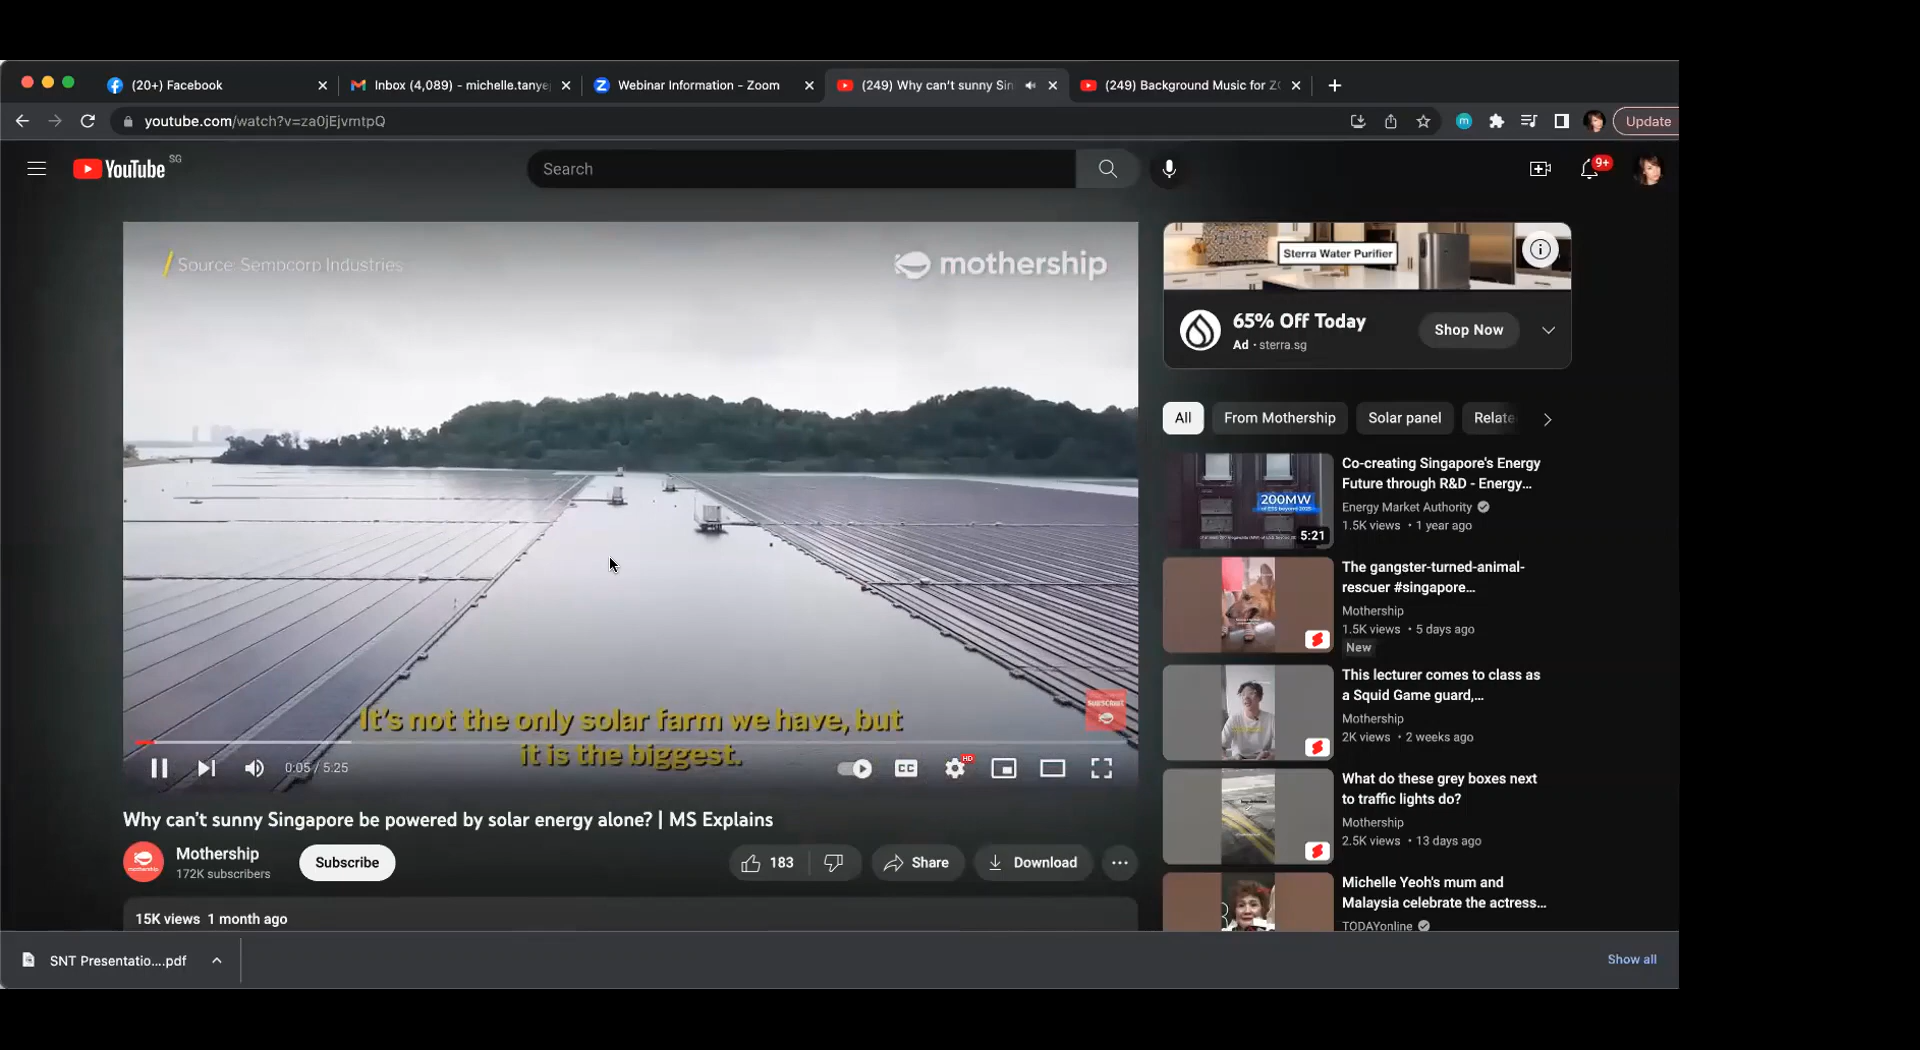 (20+) Facebook
Inbox (4,089) - michelle.tanye
Webinar Information - Zoom
(249) Why can't sunny Sin
(249) Background Music for ZO
youtube.com/watch?v=za0jEjvmtpQ
Update
YouTube SG
Search
9+
Source: Sempcorp Industries
mothership
Sterra Water Purifier
65% Off Today
Ad · sterra.sg
Shop Now
All
From Mothership
Solar panel
Relate
Co-creating Singapore's Energy
Future through R&D - Energy...
Energy Market Authority
1.5K views · 1 year ago
200MW
5:21
The gangster-turned-animal-
rescuer #singapore...
Mothership
1.5K views · 5 days ago
New
This lecturer comes to class as
a Squid Game guard,...
Mothership
2K views · 2 weeks ago
What do these grey boxes next
to traffic lights do?
Mothership
2.5K views · 13 days ago
Michelle Yeoh's mum and
Malaysia celebrate the actress...
TODAYonline
It's not the only solar farm we have, but
it is the biggest.
SUBSCRIBE
0:05 / 5:25
CC
HD
Why can't sunny Singapore be powered by solar energy alone? | MS Explains
Mothership
172K subscribers
Subscribe
183
Share
Download
15K views 1 month ago
SNT Presentatio....pdf
Show all